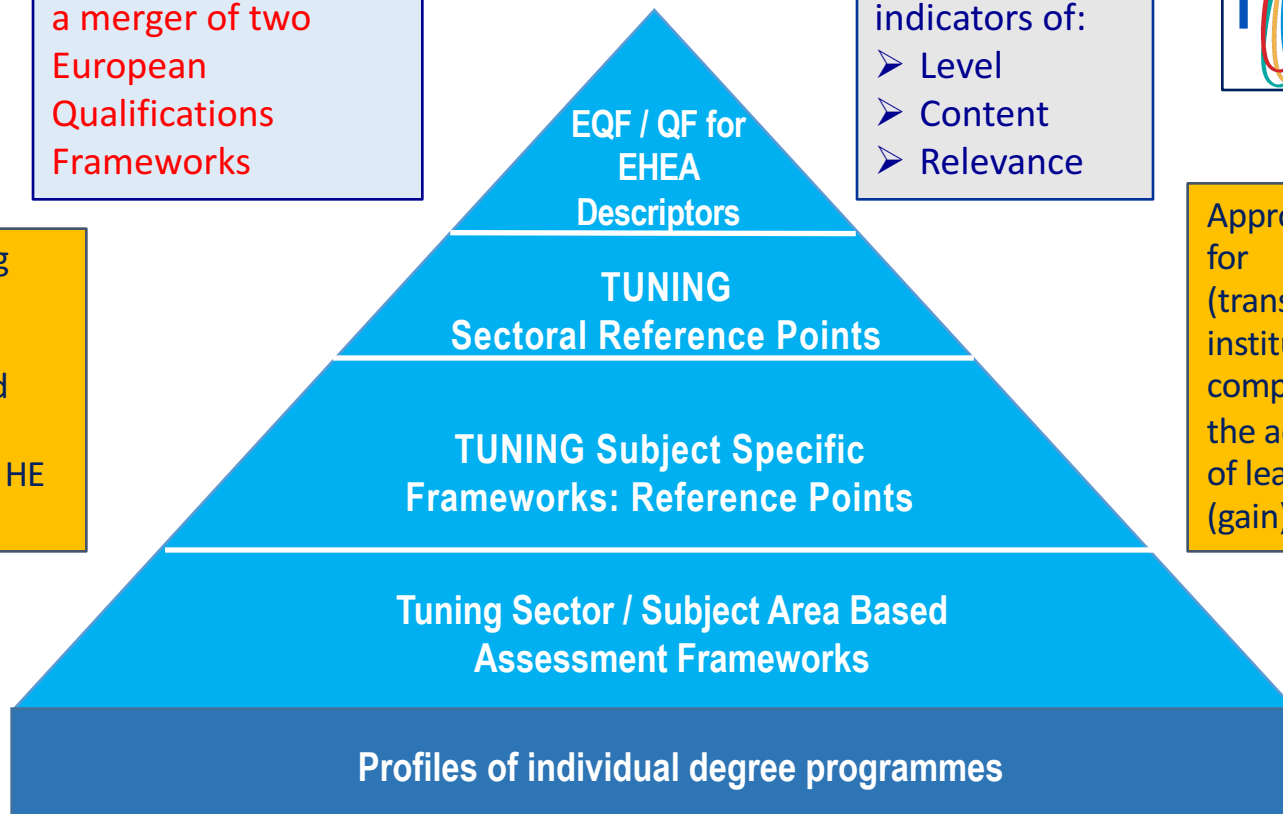 a merger of two
European
Qualifications
Frameworks
indicators of:
➢ Level
➢ Content
➢ Relevance
EQF / QF for
EHEA
Descriptors
TUNING
Sectoral Reference Points
TUNING Subject Specific
Frameworks: Reference Points
Tuning Sector / Subject Area Based
Assessment Frameworks
Profiles of individual degree programmes
HE
for
(gain)